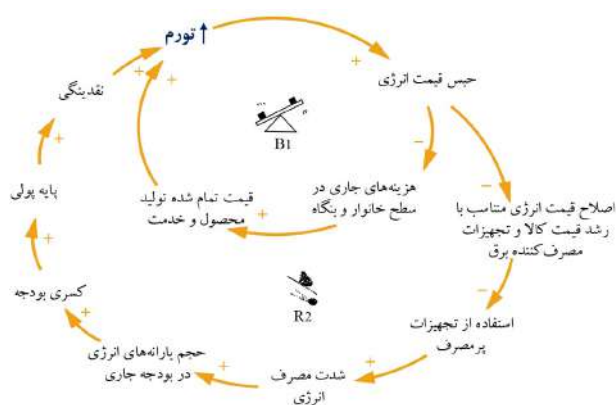 تورم
حبس قیمت انرژی
نقدینگی
B1
هزینه‌های جاری در
سطح خانوار و بنگاه
قیمت تمام شده تولید
محصول و خدمت
پایه پولی
اصلاح قیمت انرژی متناسب با
رشد قیمت کالا و تجهیزات
مصرف‌کننده برق
R2
کسری بودجه
استفاده از تجهیزات
پرمصرف
حجم یارانه‌های انرژی
در بودجه جاری
شدت مصرف
انرژی